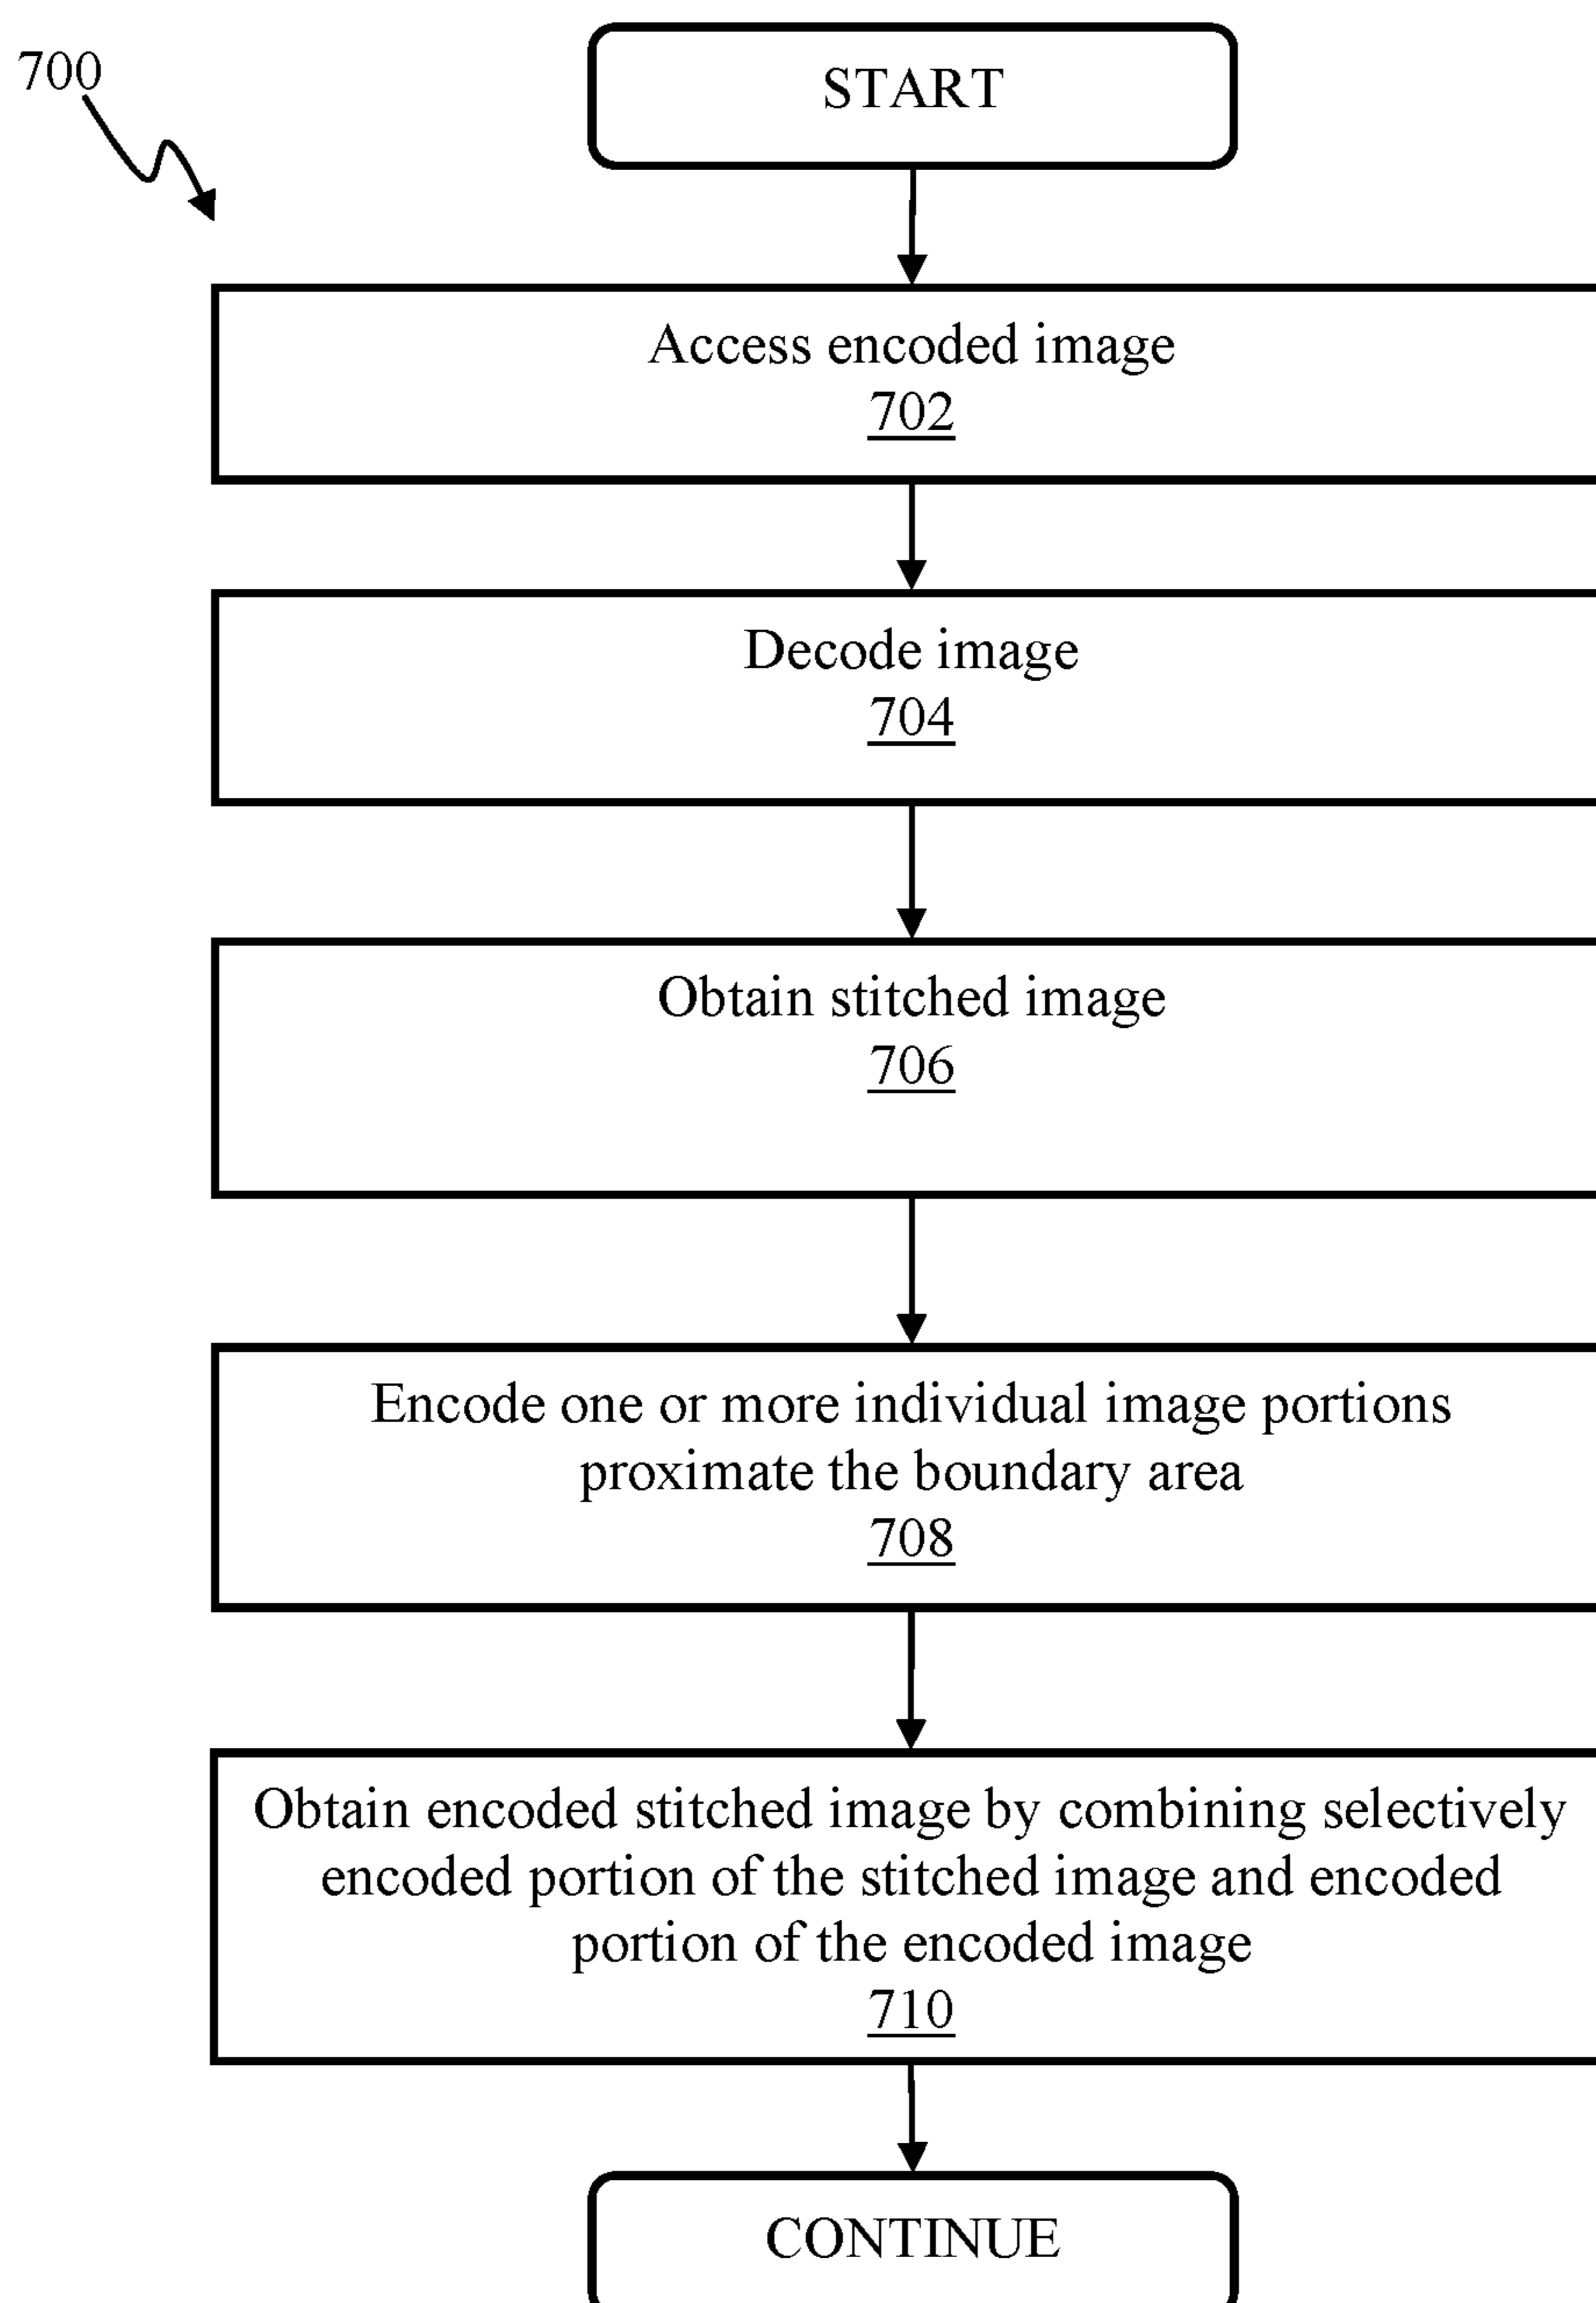 700
START
Access encoded image
702
Decode image
704
Obtain stitched image
706
Encode one or more individual image portions
proximate the boundary area
708
Obtain encoded stitched image by combining selectively
encoded portion of the stitched image and encoded
portion of the encoded image
710
CONTINUE